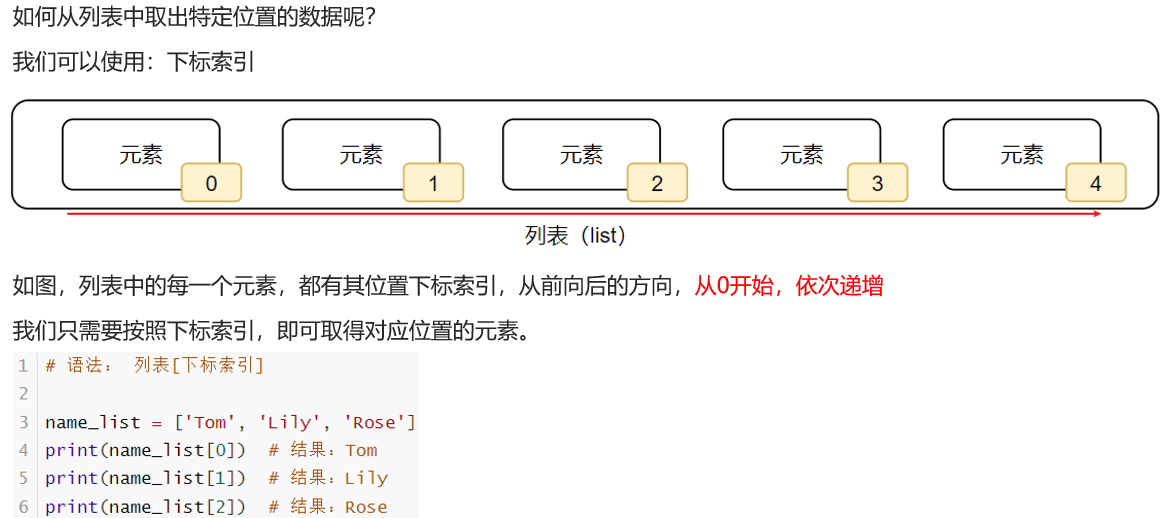 如何从列表中取出特定位置的数据呢?
我们可以使用：下标索引
元素 元素 元素 元素 元素
0 1 2 3 4
列表（list）
如图，列表中的每一个元素，都有其位置下标索引，从前向后的方向，从0开始，依次递增
我们只需要按照下标索引，即可取得对应位置的元素。
1 # 语法： 列表[下标索引]
2
3 name_list = ['Tom', 'Lily', 'Rose']
4 print(name_list[0])  # 结果：Tom
5 print(name_list[1])  # 结果：Lily
6 print(name_list[2])  # 结果：Rose